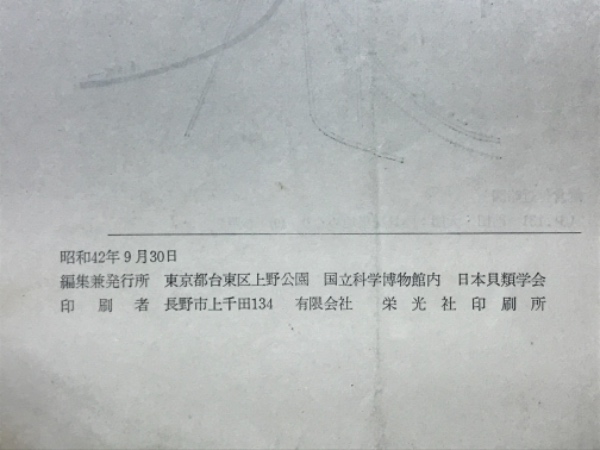 昭和42年9月30日
編集兼発行所 東京都台東区上野公園 国立科学博物館内 日本貝類学会
印刷者 長野市上千田134 有限会社 栄光社印刷所